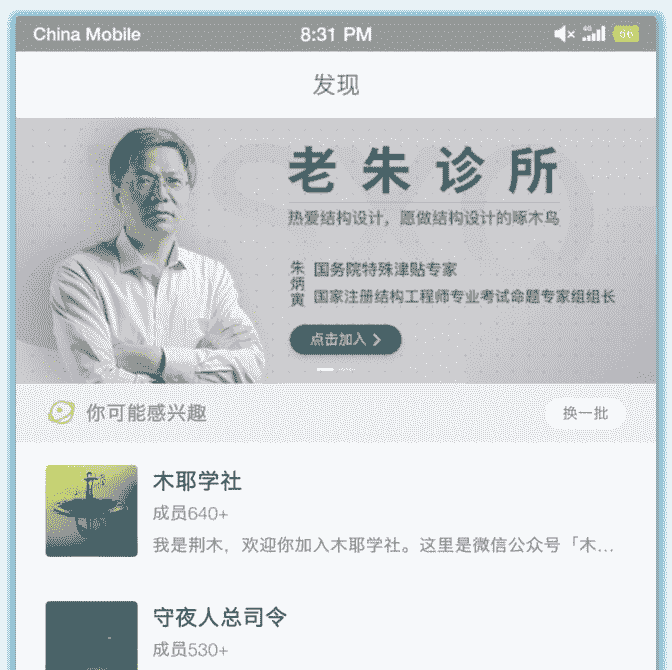 China Mobile 8:31 PM 4G 66
发现
老朱诊所
热爱结构设计，愿做结构设计的啄木鸟
朱炳寅
国务院特殊津贴专家
国家注册结构工程师专业考试命题专家组组长
点击加入
你可能感兴趣 换一批
木耶学社
成员640+
我是荆木，欢迎你加入木耶学社。这里是微信公众号「木...
守夜人总司令
成员530+